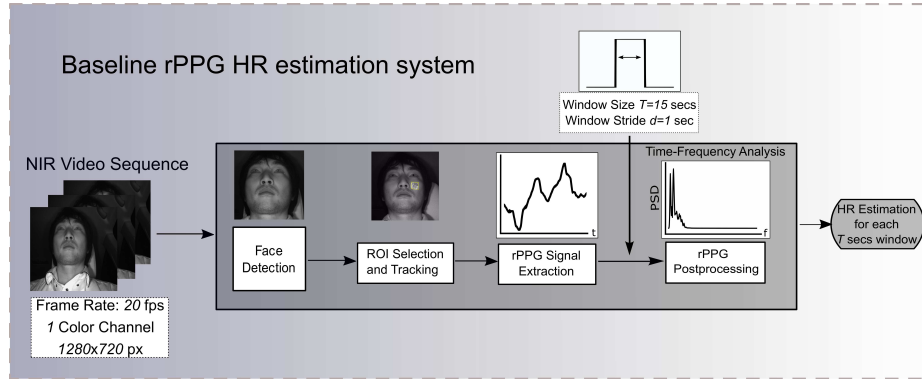 Baseline rPPG HR estimation system
Window Size T=15 secs
Window Stride d=1 sec
NIR Video Sequence
Time-Frequency Analysis
PSD
t
f
Face
Detection
ROI Selection
and Tracking
rPPG Signal
Extraction
rPPG
Postprocessing
HR Estimation
for each
T secs window
Frame Rate: 20 fps
1 Color Channel
1280x720 px